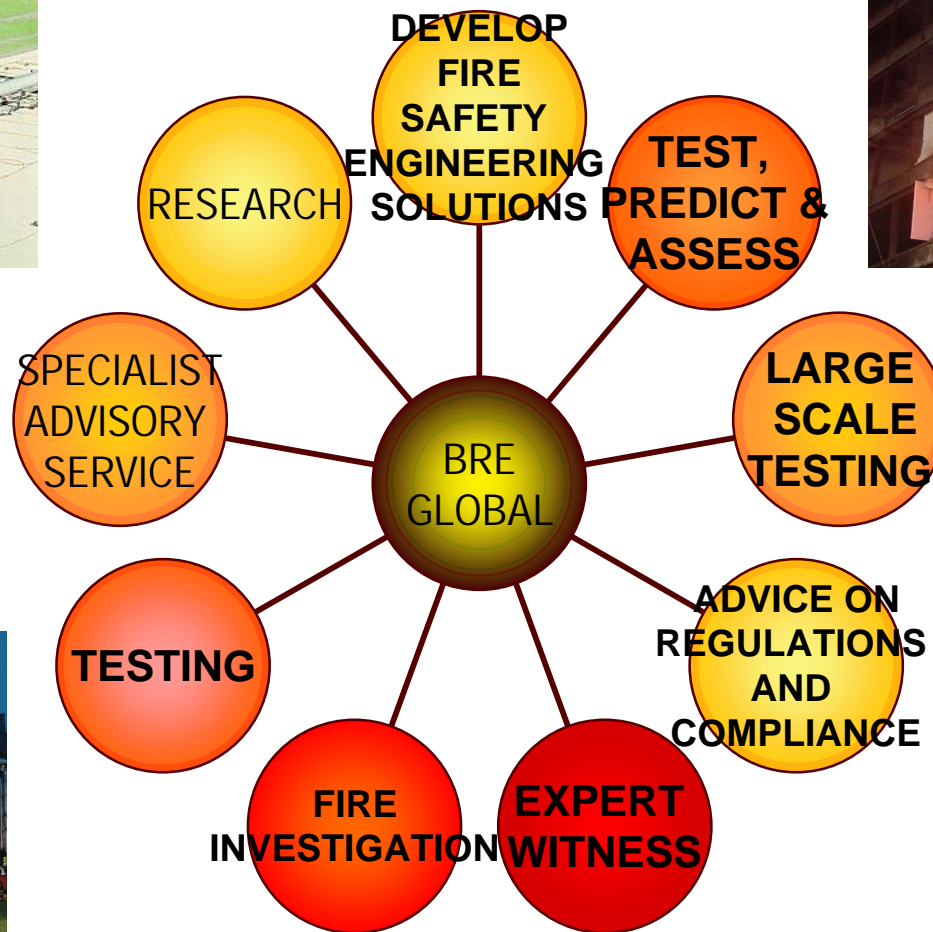 DEVELOP
FIRE
SAFETY
ENGINEERING
SOLUTIONS
TEST,
PREDICT &
ASSESS
LARGE
SCALE
TESTING
ADVICE ON
REGULATIONS
AND
COMPLIANCE
EXPERT
WITNESS
FIRE
INVESTIGATION
TESTING
SPECIALIST
ADVISORY
SERVICE
RESEARCH
BRE
GLOBAL